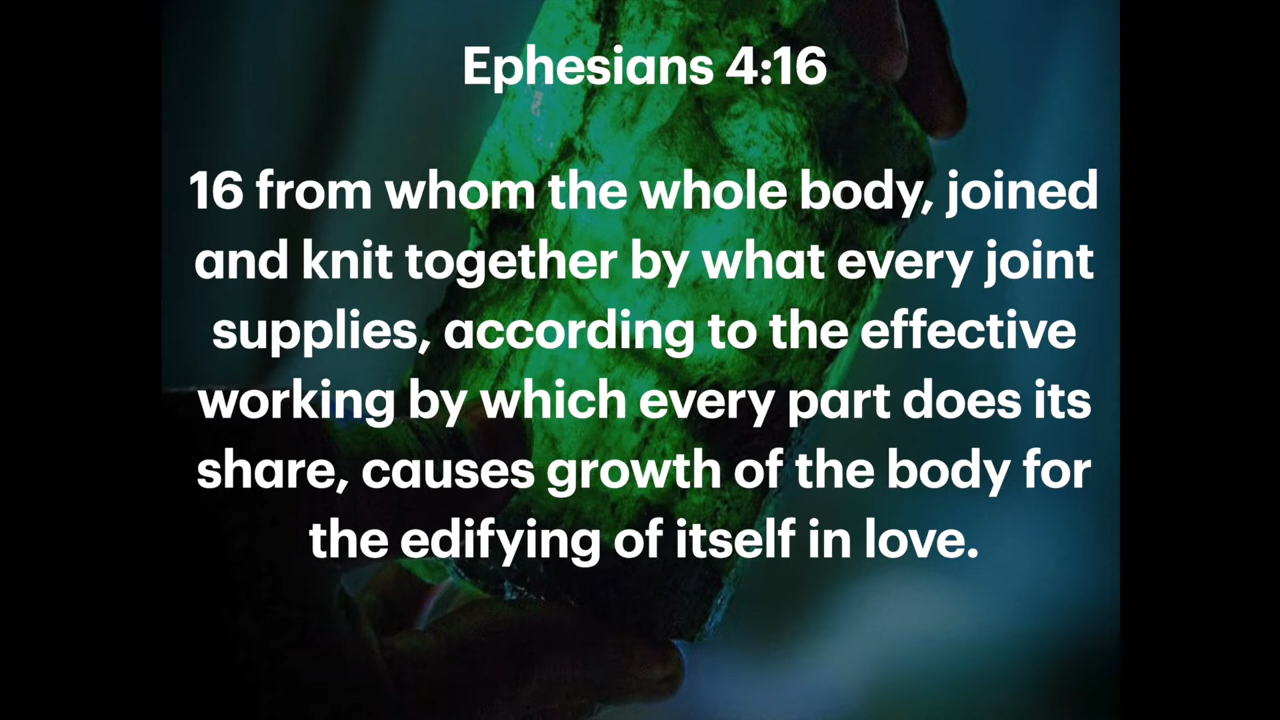 Ephesians 4:16
16 from whom the whole body, joined
and knit together by what every joint
supplies, according to the effective
working by which every part does its
share, causes growth of the body for
the edifying of itself in love.